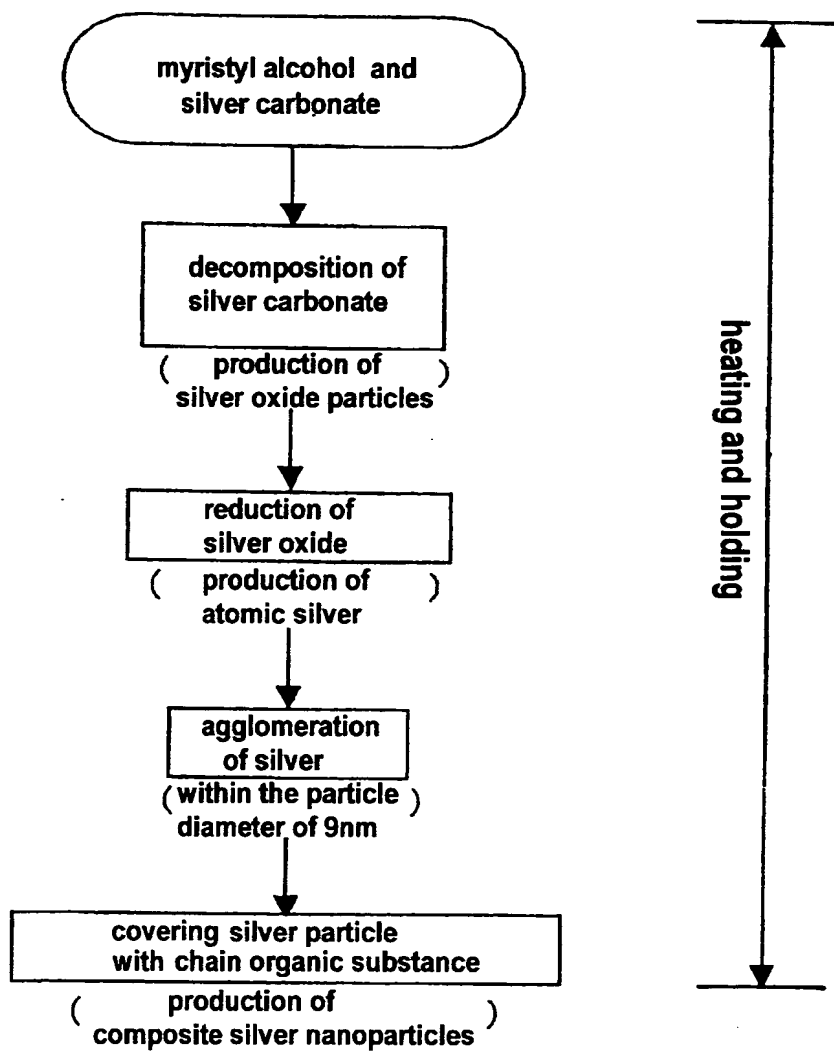 myristyl alcohol and
silver carbonate
decomposition of
silver carbonate
( production of )
silver oxide particles
reduction of
silver oxide
( production of )
atomic silver
agglomeration
of silver
(within the particle)
diameter of 9nm
covering silver particle
with chain organic substance
( production of )
composite silver nanoparticles
heating and holding